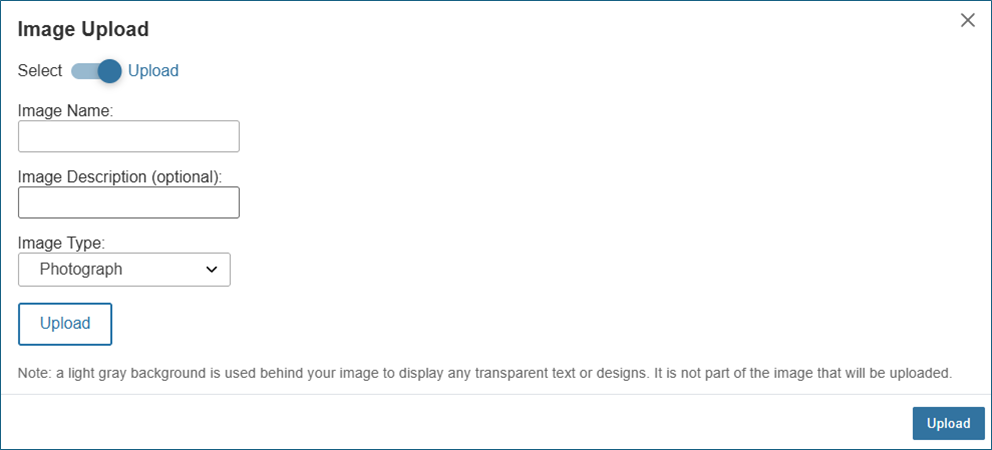 Image Upload
Select Upload
Image Name:
Image Description (optional):
Image Type:
Photograph
Upload
Note: a light gray background is used behind your image to display any transparent text or designs. It is not part of the image that will be uploaded.
Upload